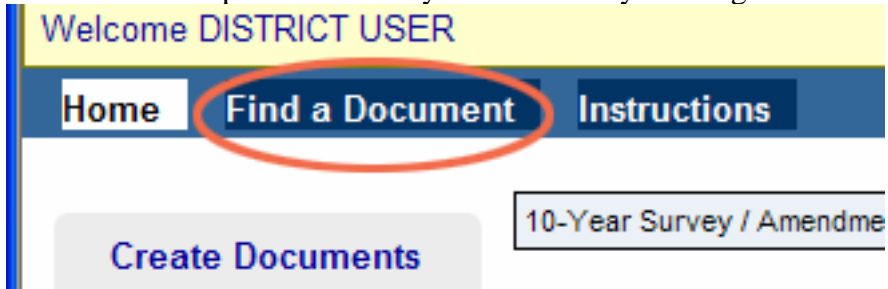 Welcome DISTRICT USER
Home Find a Document Instructions
10-Year Survey / Amendme
Create Documents